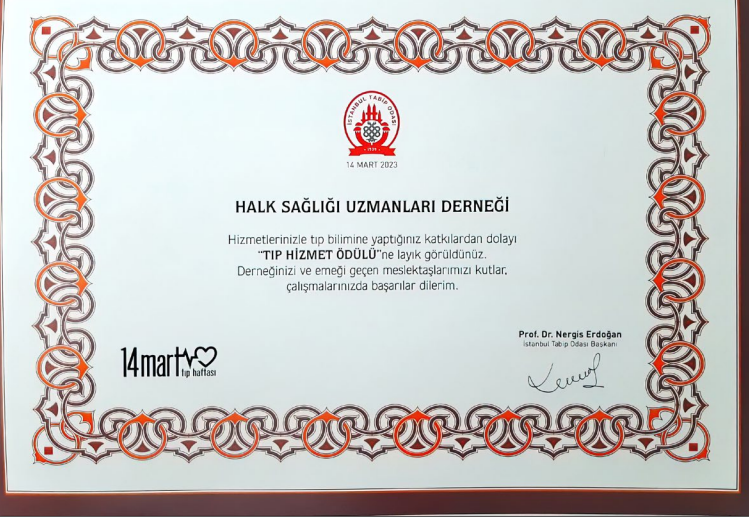 İSTANBUL TABİP ODASI
1929
14 MART 2023
HALK SAĞLIĞI UZMANLARI DERNEĞİ
Hizmetlerinizle tıp bilimine yaptığınız katkılardan dolayı
“TIP HİZMET ÖDÜLÜ”ne layık görüldünüz.
Derneğinizi ve emeği geçen meslektaşlarımızı kutlar,
çalışmalarınızda başarılar dilerim.
Prof. Dr. Nergis Erdoğan
İstanbul Tabip Odası Başkanı
14mart
tıp haftası